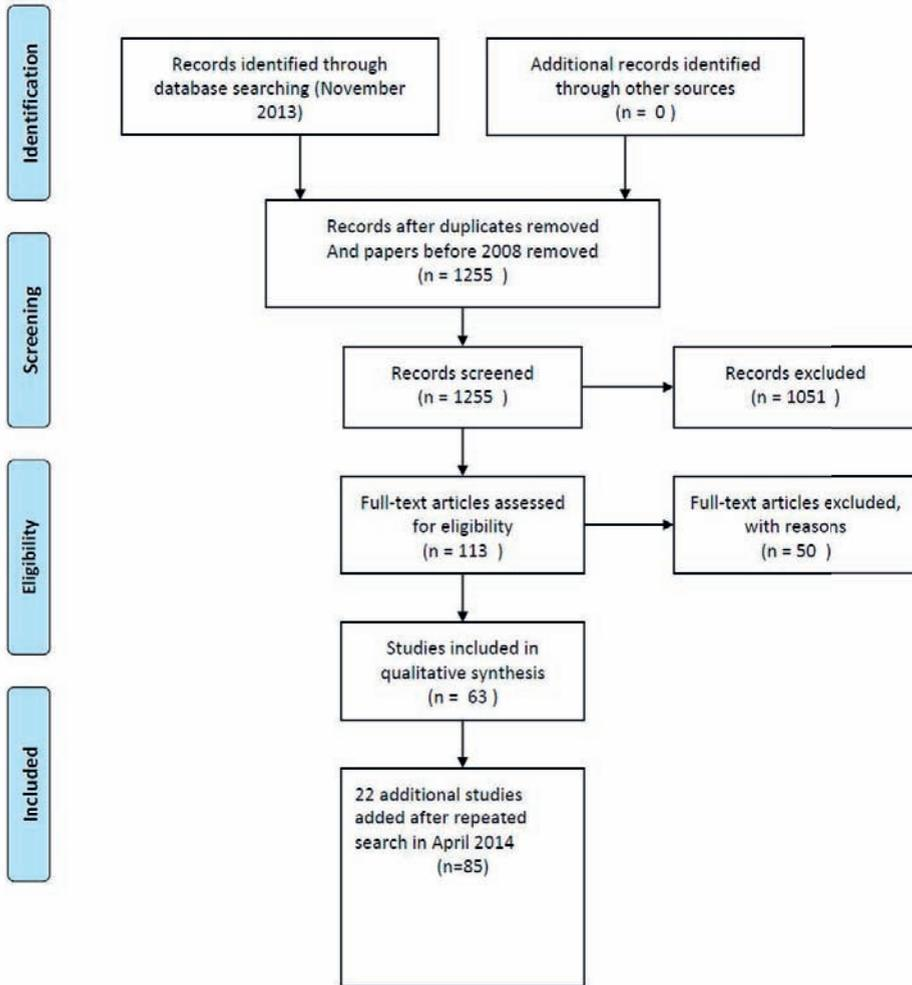 Identification
Records identified through
database searching (November
2013)
Additional records identified
through other sources
(n = 0 )
Records after duplicates removed
And papers before 2008 removed
(n = 1255 )
Screening
Records screened
(n = 1255 )
Records excluded
(n = 1051 )
Eligibility
Full-text articles assessed
for eligibility
(n = 113 )
Full-text articles excluded,
with reasons
(n = 50 )
Studies included in
qualitative synthesis
(n = 63 )
Included
22 additional studies
added after repeated
search in April 2014
(n=85)